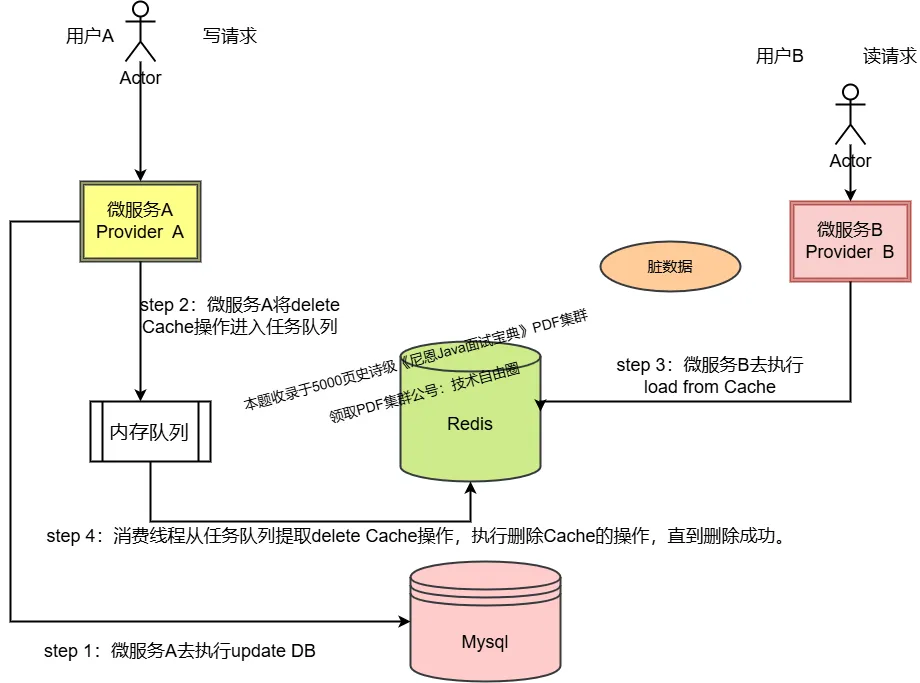 用户A
写请求
Actor
用户B
读请求
Actor
微服务A
Provider A
微服务B
Provider B
脏数据
step 2：微服务A将delete
Cache操作进入任务队列
本题收录于5000页史诗级《尼恩Java面试宝典》PDF集群
领取PDF集群公号：技术自由圈
step 3：微服务B去执行
load from Cache
内存队列
Redis
step 4：消费线程从任务队列提取delete Cache操作，执行删除Cache的操作，直到删除成功。
Mysql
step 1：微服务A去执行update DB